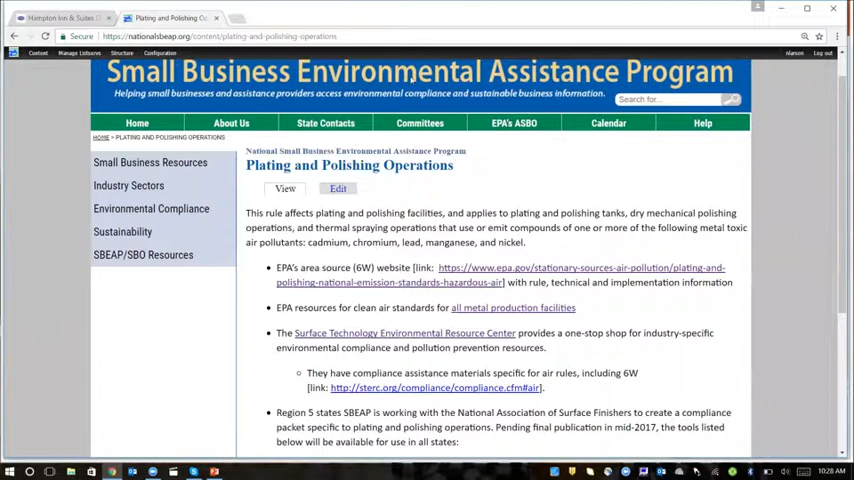 Hampton Inn & Suites D
Plating and Polishing Op
Secure
https://nationalsbeap.org/content/plating-and-polishing-operations
Content
Manage Listservs
Structure
Configuration
nlarson
Log out
Small Business Environmental Assistance Program
Helping small businesses and assistance providers access environmental compliance and sustainable business information.
Search for...
Home
About Us
State Contacts
Committees
EPA's ASBO
Calendar
Help
HOME > PLATING AND POLISHING OPERATIONS
Small Business Resources
Industry Sectors
Environmental Compliance
Sustainability
SBEAP/SBO Resources
National Small Business Environmental Assistance Program
Plating and Polishing Operations
View
Edit
This rule affects plating and polishing facilities, and applies to plating and polishing tanks, dry mechanical polishing
operations, and thermal spraying operations that use or emit compounds of one or more of the following metal toxic
air pollutants: cadmium, chromium, lead, manganese, and nickel.
• EPA's area source (6W) website [link: https://www.epa.gov/stationary-sources-air-pollution/plating-and-
polishing-national-emission-standards-hazardous-air] with rule, technical and implementation information
• EPA resources for clean air standards for all metal production facilities
• The Surface Technology Environmental Resource Center provides a one-stop shop for industry-specific
environmental compliance and pollution prevention resources.
○ They have compliance assistance materials specific for air rules, including 6W
[link: http://sterc.org/compliance/compliance.cfm#air].
• Region 5 states SBEAP is working with the National Association of Surface Finishers to create a compliance
packet specific to plating and polishing operations. Pending final publication in mid-2017, the tools listed
below will be available for use in all states:
10:28 AM